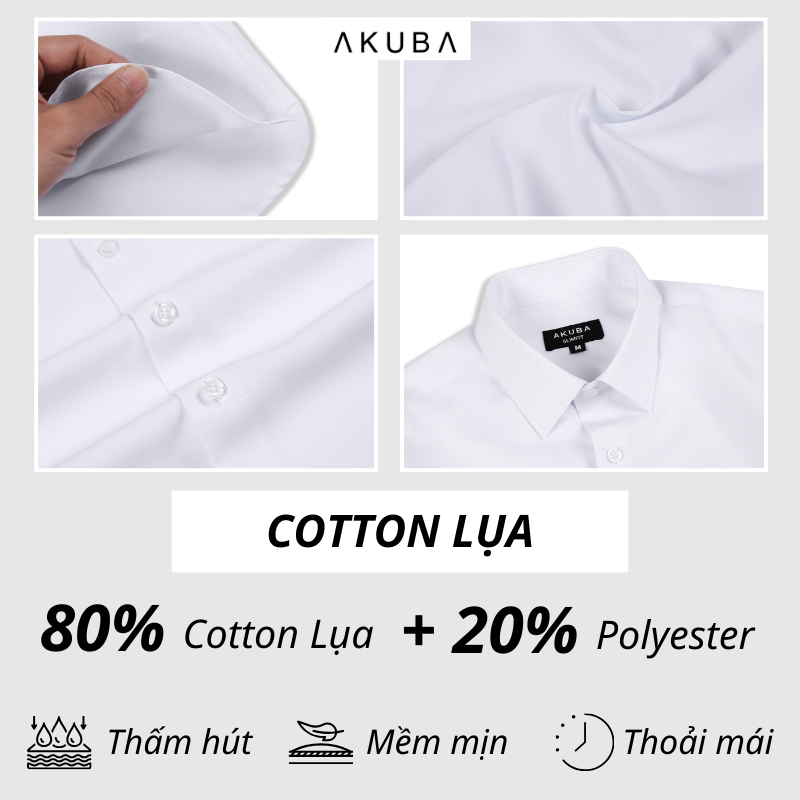 AKUBA
AKUBA
SLIMFIT
M
COTTON LỤA
80% Cotton Lụa + 20% Polyester
Thấm hút
Mềm mịn
Thoải mái